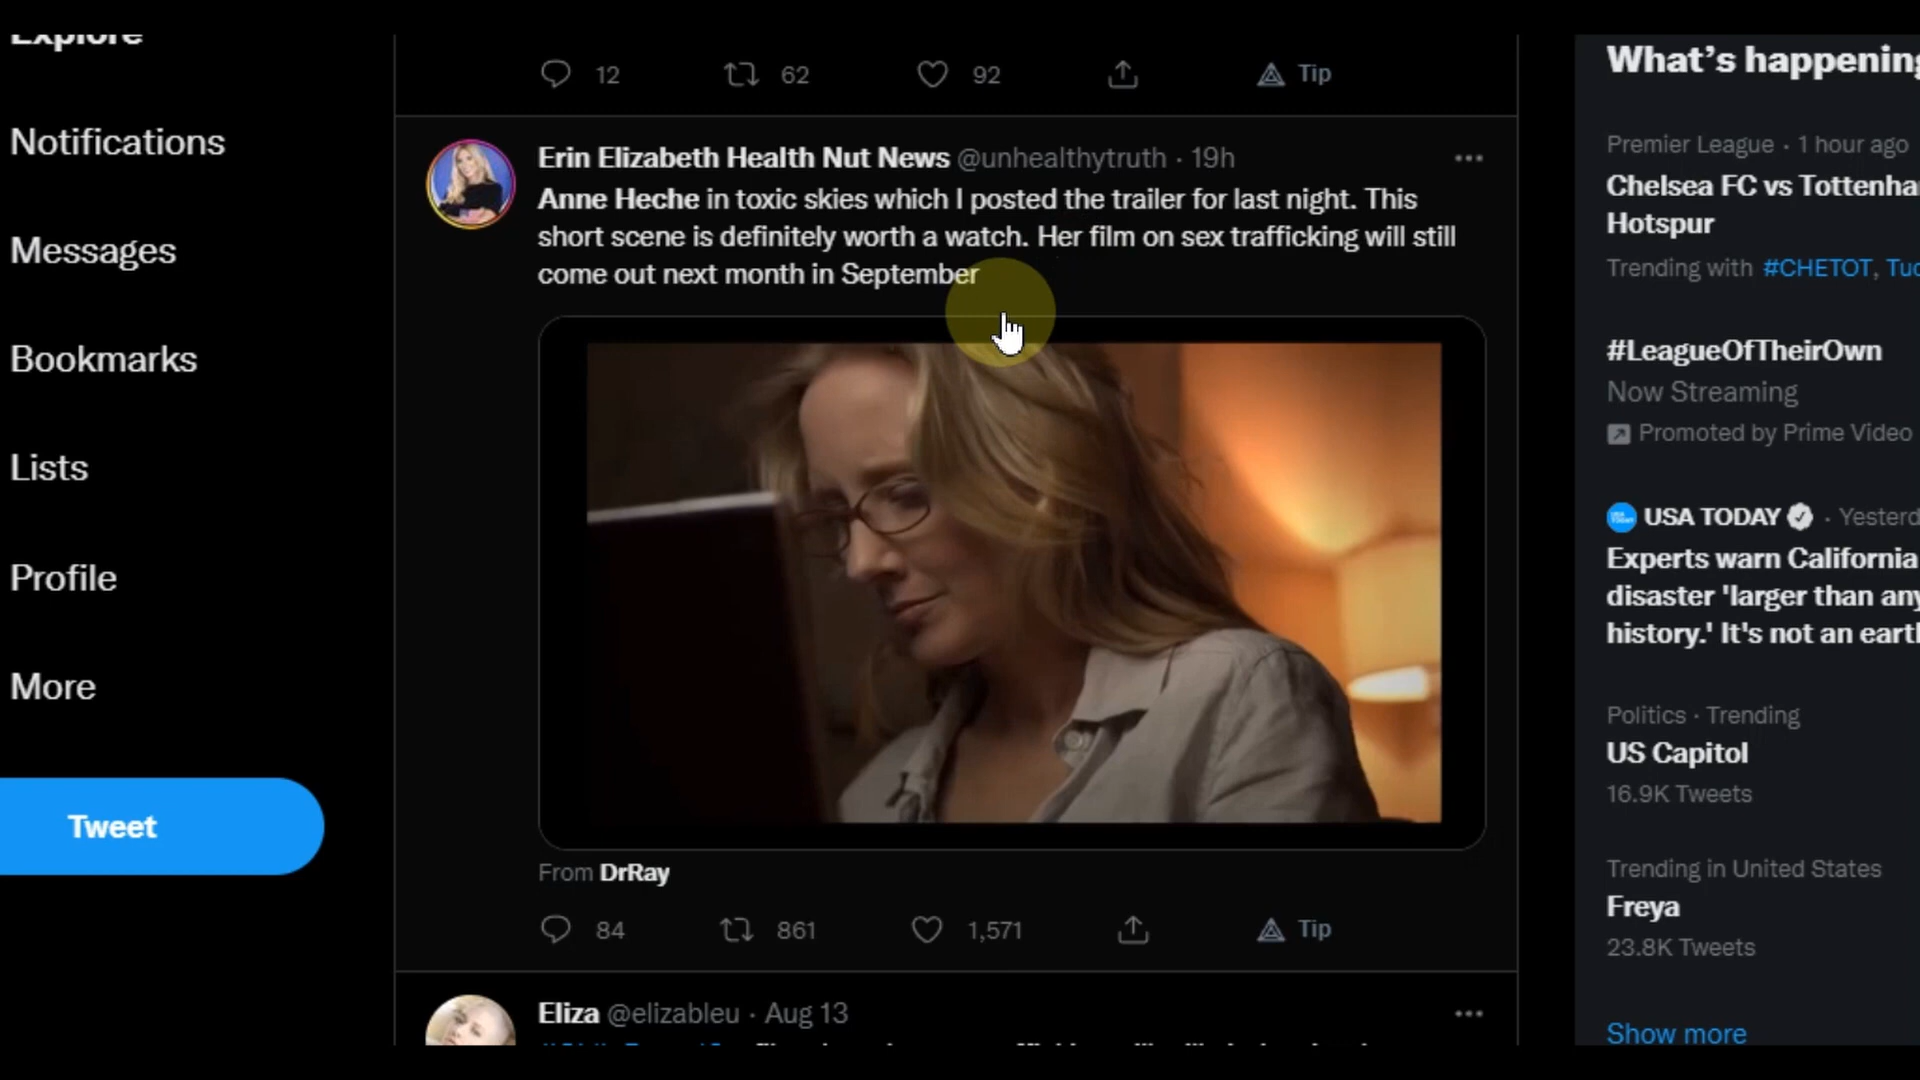 Explore
Notifications
Messages
Bookmarks
Lists
Profile
More
Tweet
12 62 92 Tip
Erin Elizabeth Health Nut News @unhealthytruth · 19h
Anne Heche in toxic skies which I posted the trailer for last night. This
short scene is definitely worth a watch. Her film on sex trafficking will still
come out next month in September
From DrRay
84 861 1,571 Tip
Eliza @elizableu · Aug 13
What's happening
Premier League · 1 hour ago
Chelsea FC vs Tottenha
Hotspur
Trending with #CHETOT, Tuc
#LeagueOfTheirOwn
Now Streaming
Promoted by Prime Video
USA TODAY · Yesterd
Experts warn California
disaster 'larger than any
history.' It's not an eart
Politics · Trending
US Capitol
16.9K Tweets
Trending in United States
Freya
23.8K Tweets
Show more